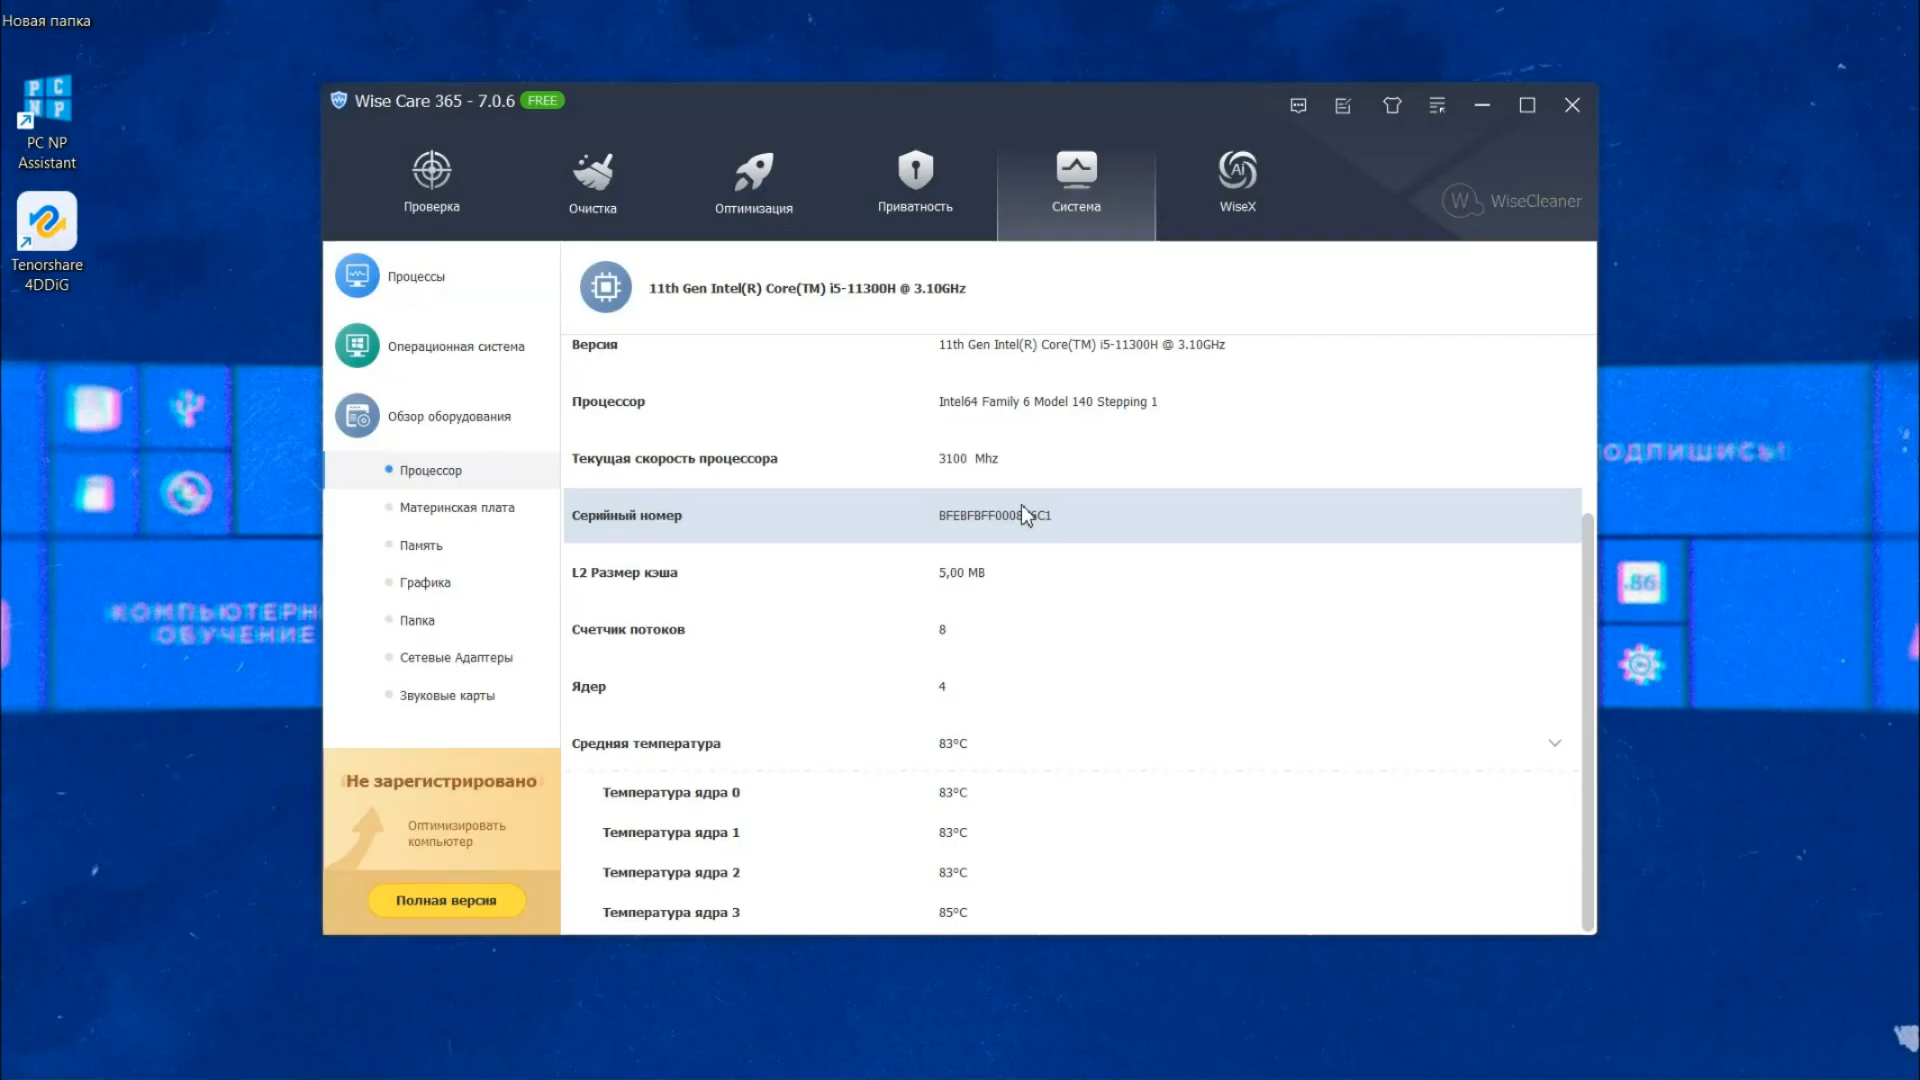 Новая папка
PC NP
Assistant
Tenorshare
4DDiG
Wise Care 365 - 7.0.6 FREE
Проверка
Очистка
Оптимизация
Приватность
Система
WiseX
WiseCleaner
Процессы
Операционная система
Обзор оборудования
Процессор
Материнская плата
Память
Графика
Папка
Сетевые Адаптеры
Звуковые карты
Не зарегистрировано
Оптимизировать
компьютер
Полная версия
11th Gen Intel(R) Core(TM) i5-11300H @ 3.10GHz
Версия 11th Gen Intel(R) Core(TM) i5-11300H @ 3.10GHz
Процессор Intel64 Family 6 Model 140 Stepping 1
Текущая скорость процессора 3100 Mhz
Серийный номер
L2 Размер кэша 5,00 MB
Счетчик потоков 8
Ядер 4
Средняя температура 83°C
Температура ядра 0 83°C
Температура ядра 1 83°C
Температура ядра 2 83°C
Температура ядра 3 85°C
КОМПЬЮТЕРН
ОБУЧЕНИЕ
ОДПИШИСЬ!